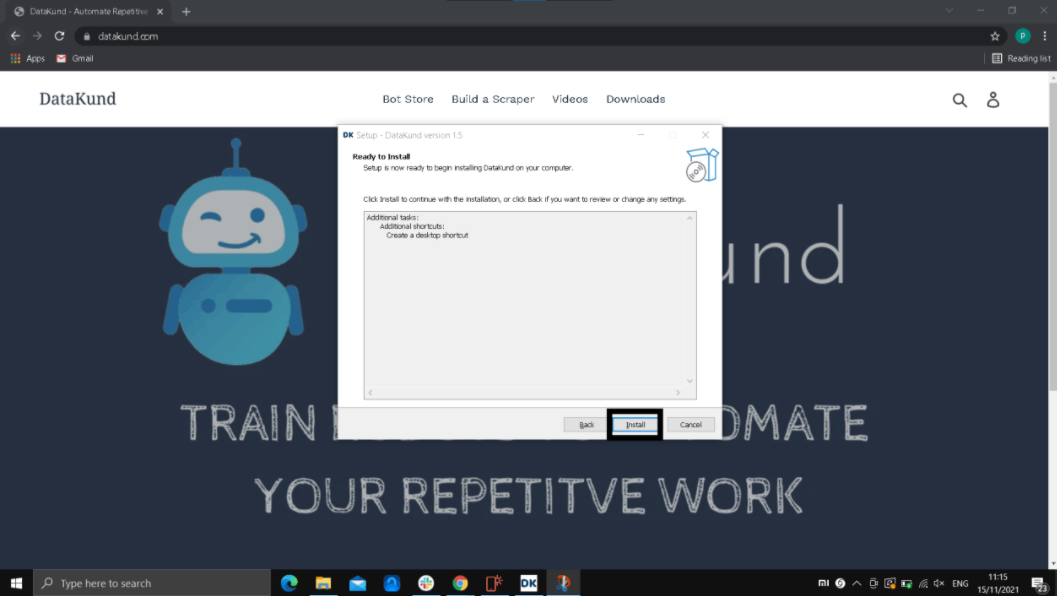 DataKund - Automate Repetitive
datakund.com
P
Apps Gmail Reading list
DataKund
Bot Store Build a Scraper Videos Downloads
DK Setup - DataKund version 1.5
Ready to Install
Setup is now ready to begin installing DataKund on your computer.
Click Install to continue with the installation, or click Back if you want to review or change any settings.
Additional tasks:
Additional shortcuts:
Create a desktop shortcut
und
Back Install Cancel
TRAIN
OMATE
YOUR REPETITVE WORK
Type here to search
DK
mi
ENG
11:15
15/11/2021
23